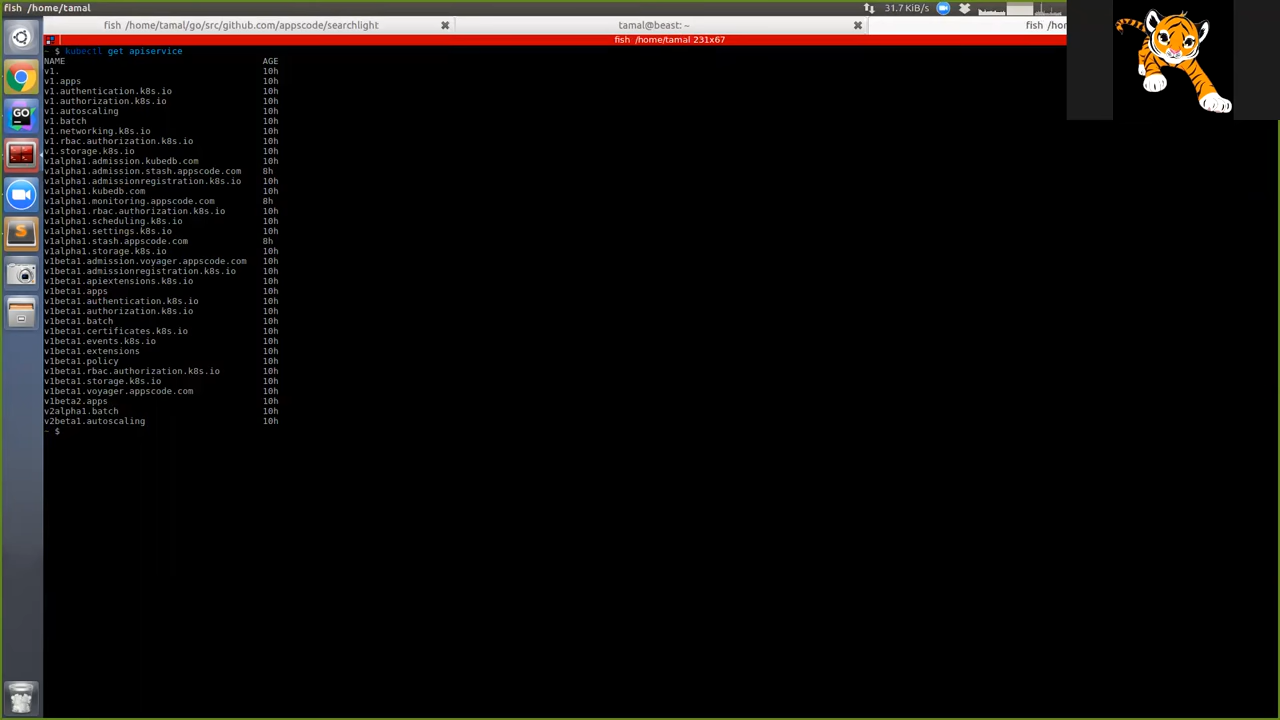 fish /home/tamal
31.7 KiB/s
fish /home/tamal/go/src/github.com/appscode/searchlight
tamal@beast: ~
fish /hor
fish /home/tamal 231x67
~ $ kubectl get apiservice
NAME AGE
v1. 10h
v1.apps 10h
v1.authentication.k8s.io 10h
v1.authorization.k8s.io 10h
v1.autoscaling 10h
v1.batch 10h
v1.networking.k8s.io 10h
v1.rbac.authorization.k8s.io 10h
v1.storage.k8s.io 10h
v1alpha1.admission.kubedb.com 10h
v1alpha1.admission.stash.appscode.com 8h
v1alpha1.admissionregistration.k8s.io 10h
v1alpha1.kubedb.com 10h
v1alpha1.monitoring.appscode.com 8h
v1alpha1.rbac.authorization.k8s.io 10h
v1alpha1.scheduling.k8s.io 10h
v1alpha1.settings.k8s.io 10h
v1alpha1.stash.appscode.com 8h
v1alpha1.storage.k8s.io 10h
v1beta1.admission.voyager.appscode.com 10h
v1beta1.admissionregistration.k8s.io 10h
v1beta1.apiextensions.k8s.io 10h
v1beta1.apps 10h
v1beta1.authentication.k8s.io 10h
v1beta1.authorization.k8s.io 10h
v1beta1.batch 10h
v1beta1.certificates.k8s.io 10h
v1beta1.events.k8s.io 10h
v1beta1.extensions 10h
v1beta1.policy 10h
v1beta1.rbac.authorization.k8s.io 10h
v1beta1.storage.k8s.io 10h
v1beta1.voyager.appscode.com 10h
v1beta2.apps 10h
v2alpha1.batch 10h
v2beta1.autoscaling 10h
~ $
GO
S